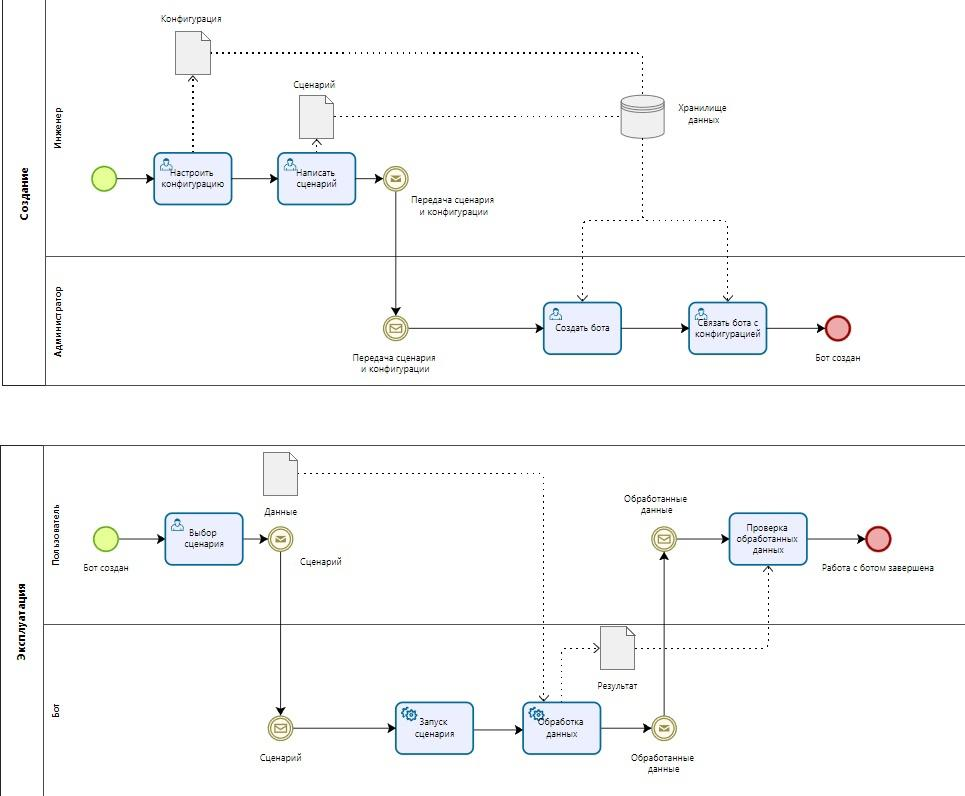 Создание
Инженер
Конфигурация
Сценарий
Хранилище
данных
Настроить
конфигурацию
Написать
сценарий
Передача сценария
и конфигурации
Администратор
Передача сценария
и конфигурации
Создать бота
Связать бота с
конфигурацией
Бот создан
Эксплуатация
Пользователь
Бот создан
Выбор
сценария
Данные
Сценарий
Обработанные
данные
Проверка
обработанных
данных
Работа с ботом завершена
Бот
Сценарий
Запуск
сценария
Обработка
данных
Результат
Обработанные
данные